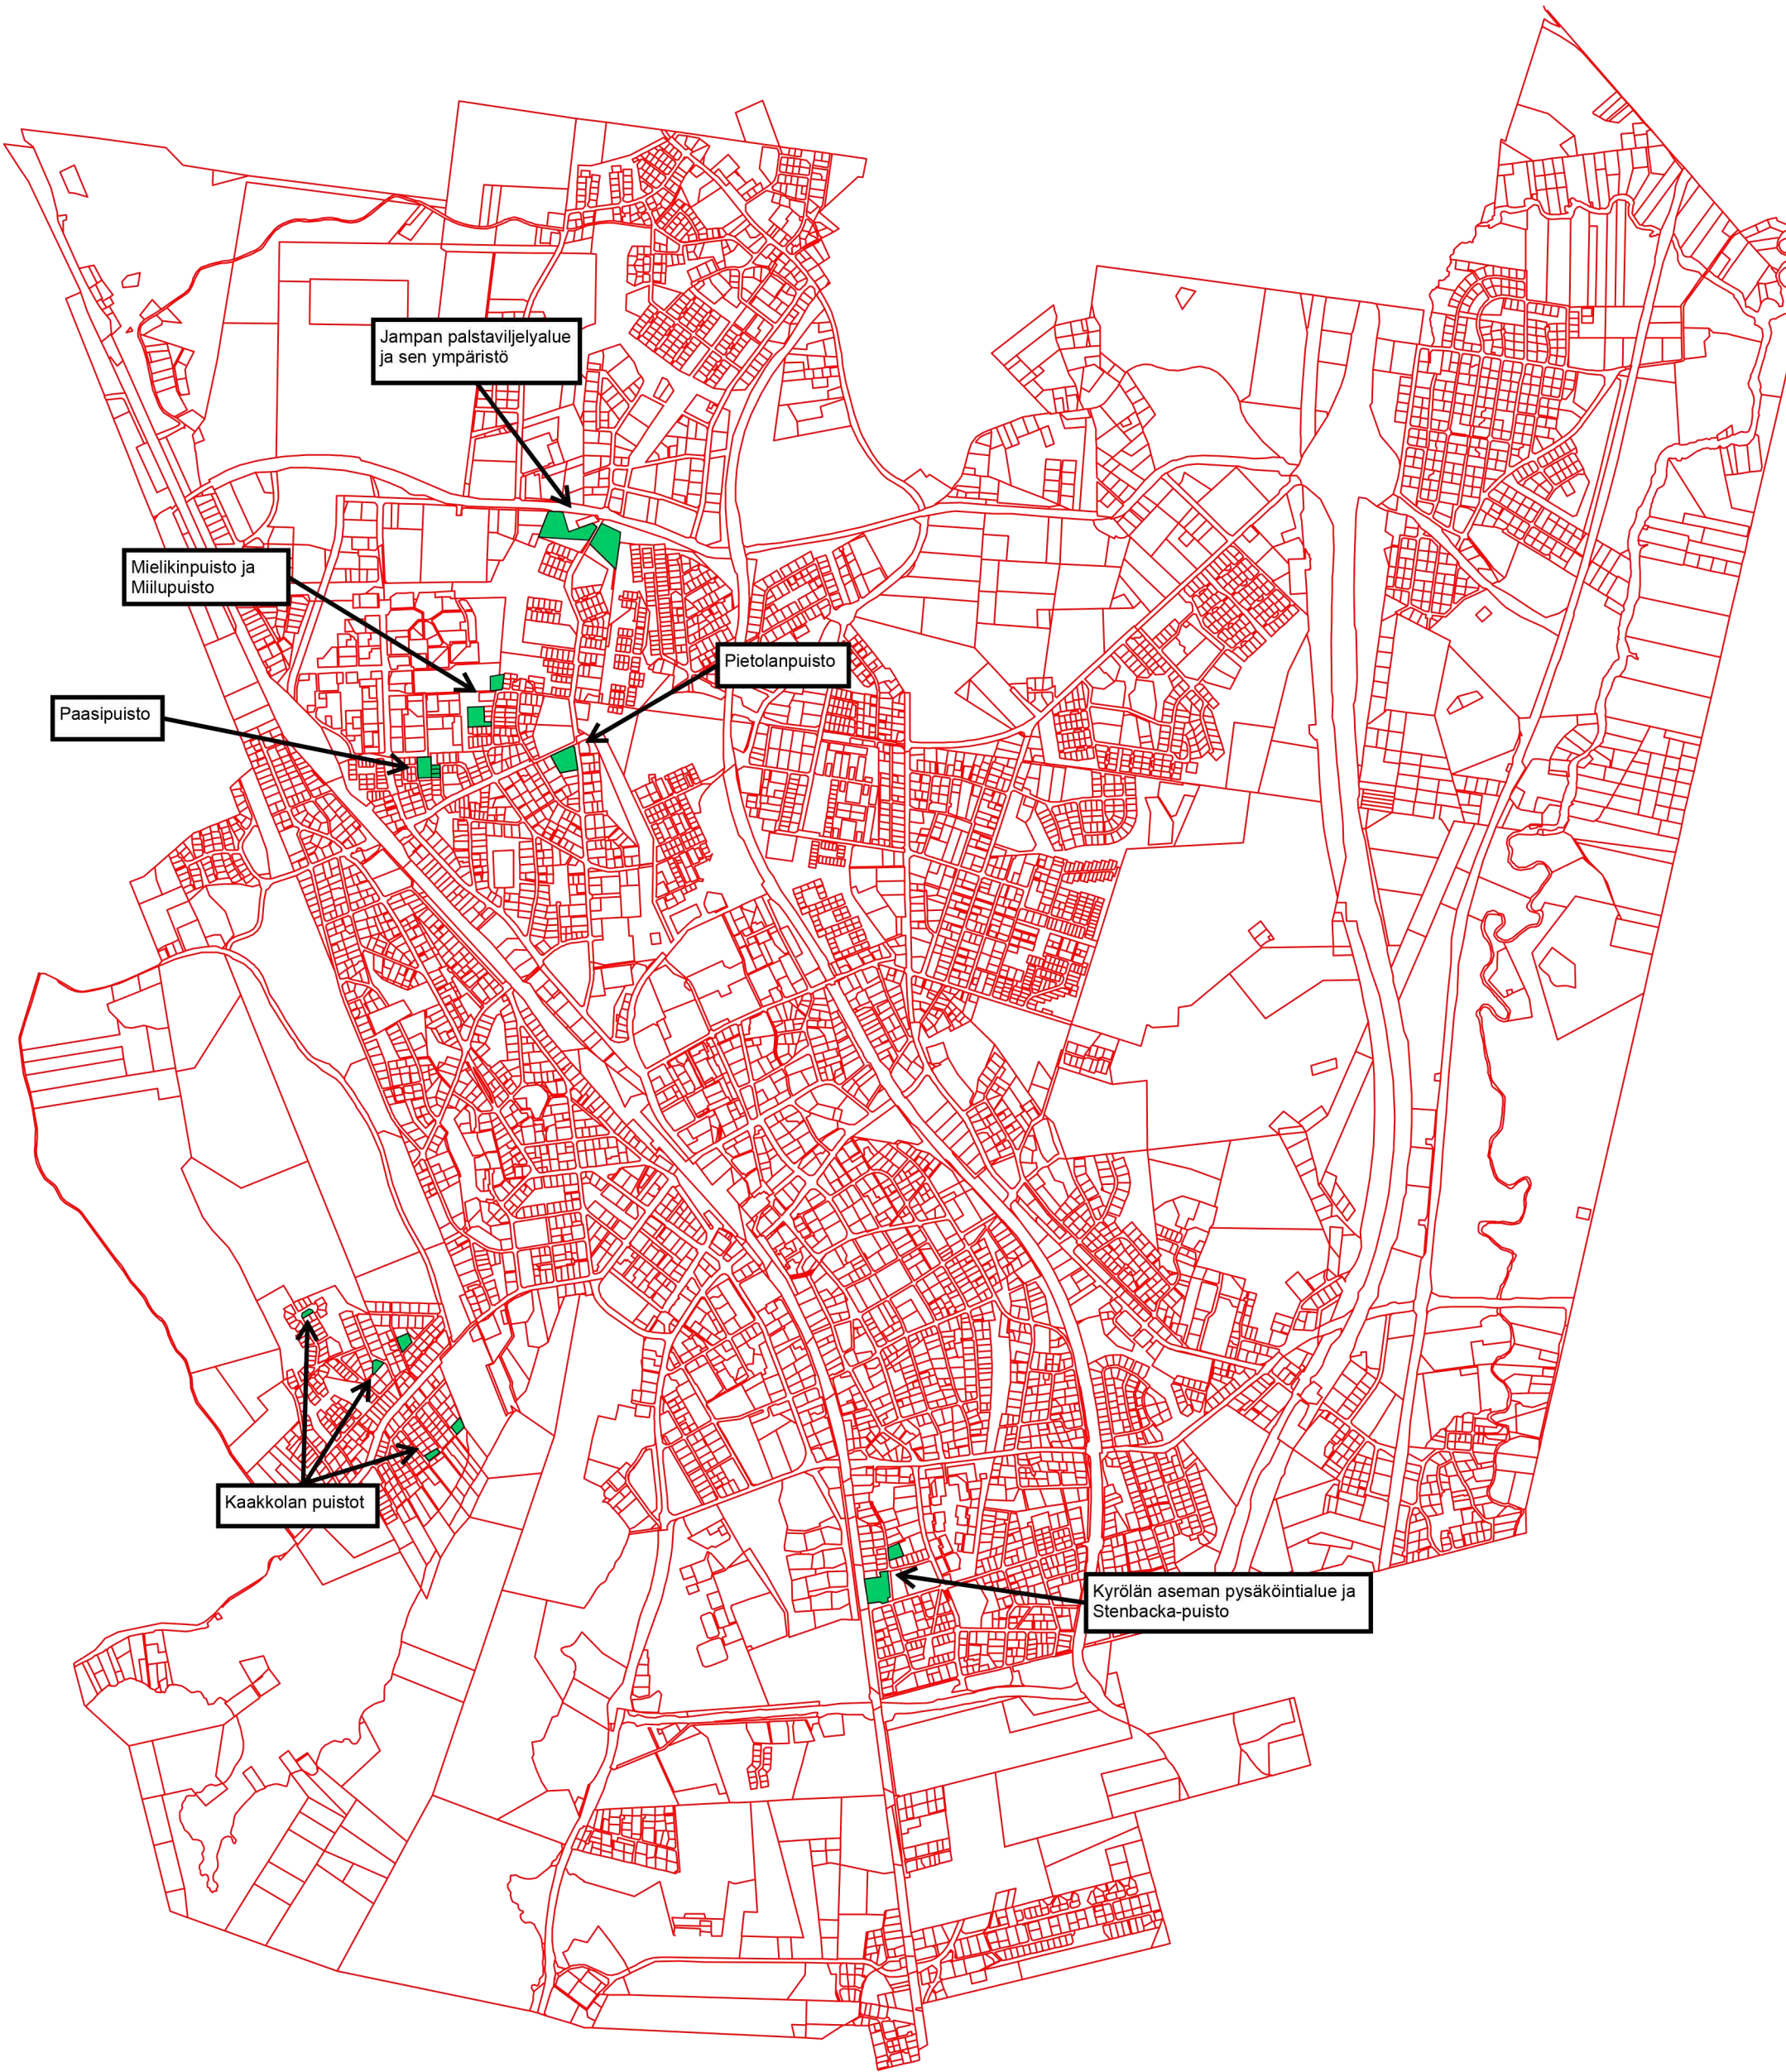 Jampan palstaviljelyalue
ja sen ympäristö
Mielikinpuisto ja
Miilupuisto
Pietolanpuisto
Paasipuisto
Kaakkolan puistot
Kyrölän aseman pysäköintialue ja
Stenbacka-puisto